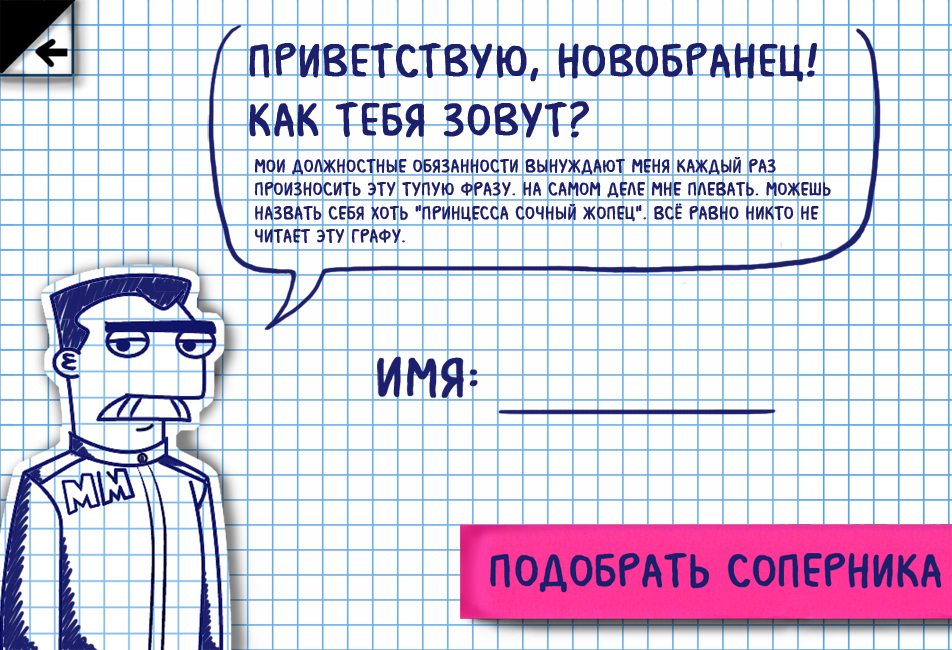 ПРИВЕТСТВУЮ, НОВОБРАНЕЦ!
КАК ТЕБЯ ЗОВУТ?
МОИ ДОЛЖНОСТНЫЕ ОБЯЗАННОСТИ ВЫНУЖДАЮТ МЕНЯ КАЖДЫЙ РАЗ
ПРОИЗНОСИТЬ ЭТУ ТУПУЮ ФРАЗУ. НА САМОМ ДЕЛЕ МНЕ ПЛЕВАТЬ. МОЖЕШЬ
НАЗВАТЬ СЕБЯ ХОТЬ "ПРИНЦЕССА СОЧНЫЙ ЖОПЕЦ". ВСЁ РАВНО НИКТО НЕ
ЧИТАЕТ ЭТУ ГРАФУ.
ИМЯ:
ММ
ПОДОБРАТЬ СОПЕРНИКА